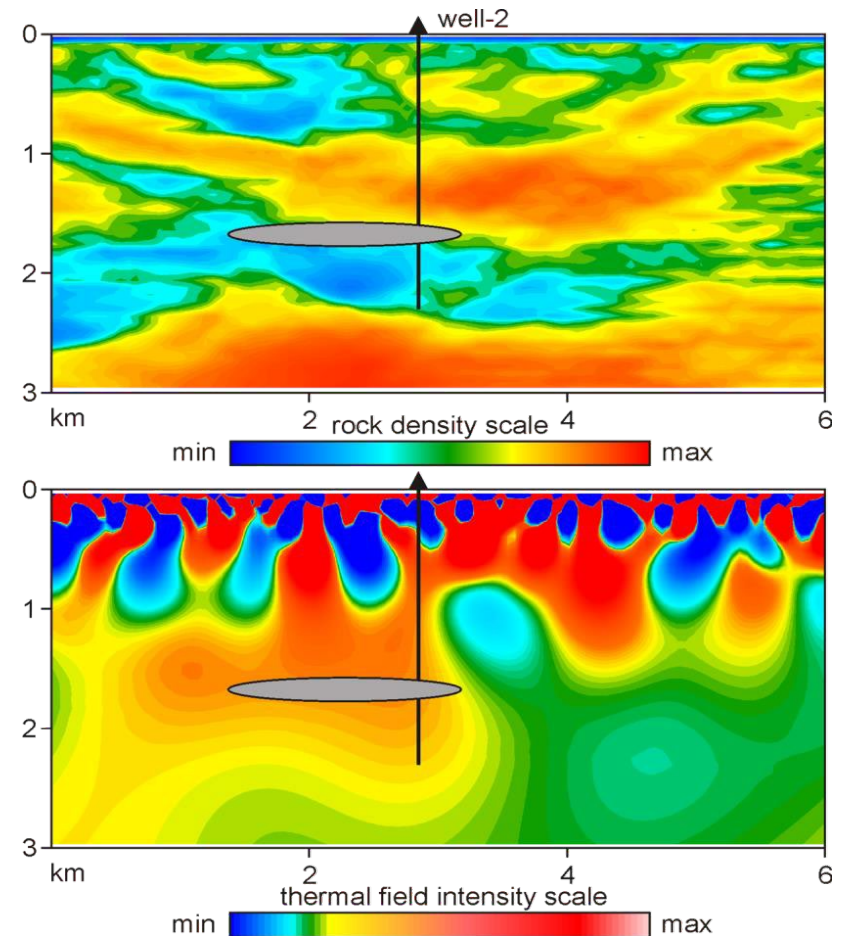 well-2
0
1
2
3
km 2 4 6
rock density scale
min max
0
1
2
3
km 2 4 6
thermal field intensity scale
min max